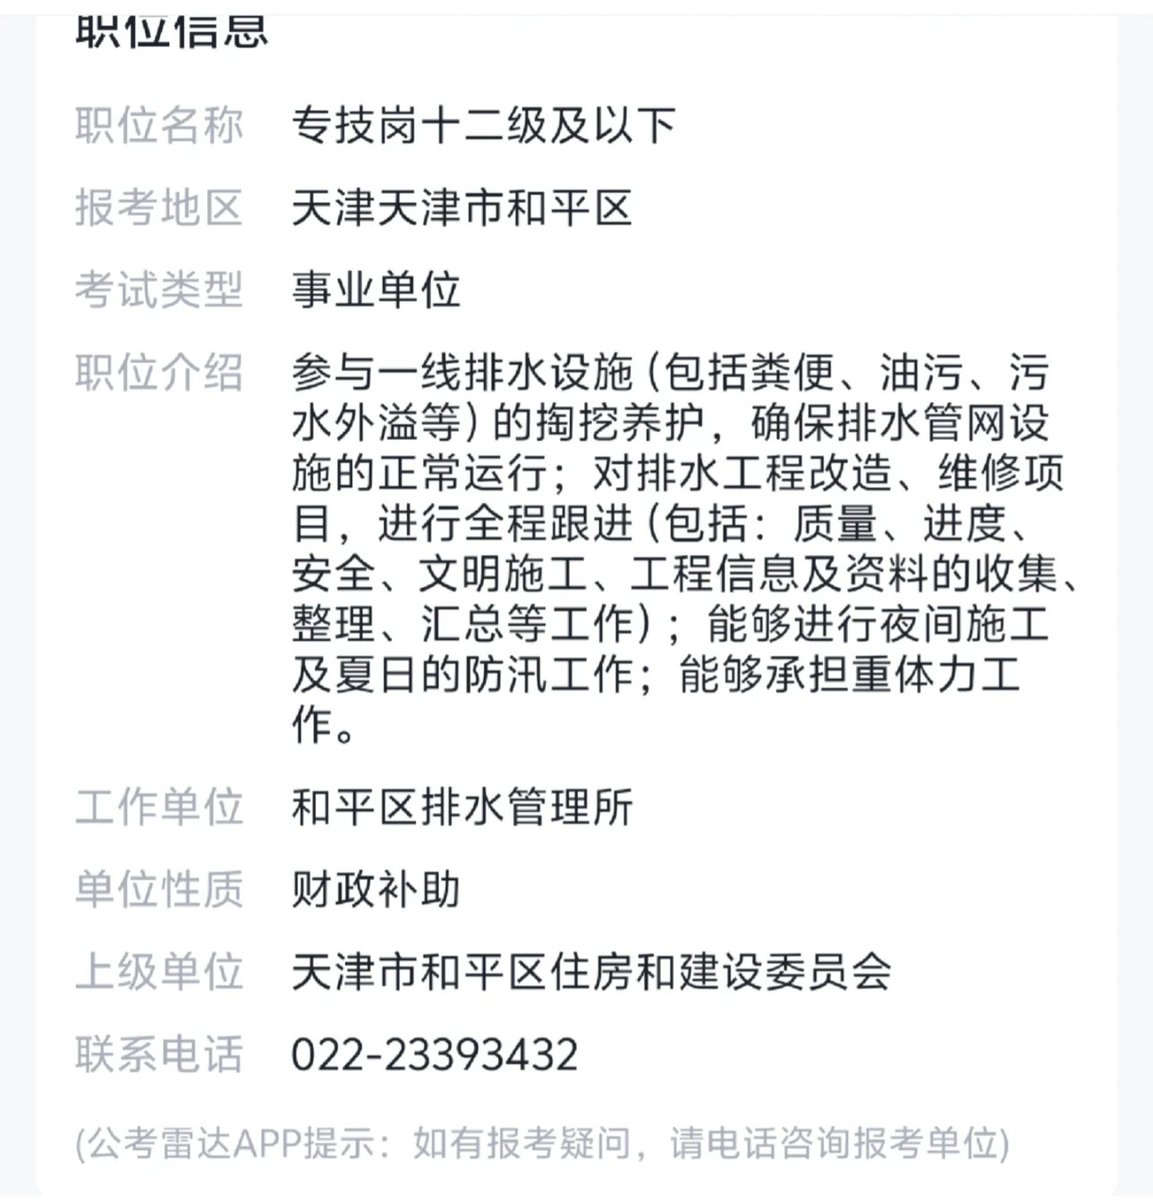 职位信息
职位名称 专技岗十二级及以下
报考地区 天津天津市和平区
考试类型 事业单位
职位介绍 参与一线排水设施（包括粪便、油污、污
水外溢等）的掏挖养护，确保排水管网设
施的正常运行；对排水工程改造、维修项
目，进行全程跟进（包括：质量、进度、
安全、文明施工、工程信息及资料的收集、
整理、汇总等工作）；能够进行夜间施工
及夏日的防汛工作；能够承担重体力工
作。
工作单位 和平区排水管理所
单位性质 财政补助
上级单位 天津市和平区住房和建设委员会
联系电话 022-23393432
(公考雷达APP提示：如有报考疑问，请电话咨询报考单位)